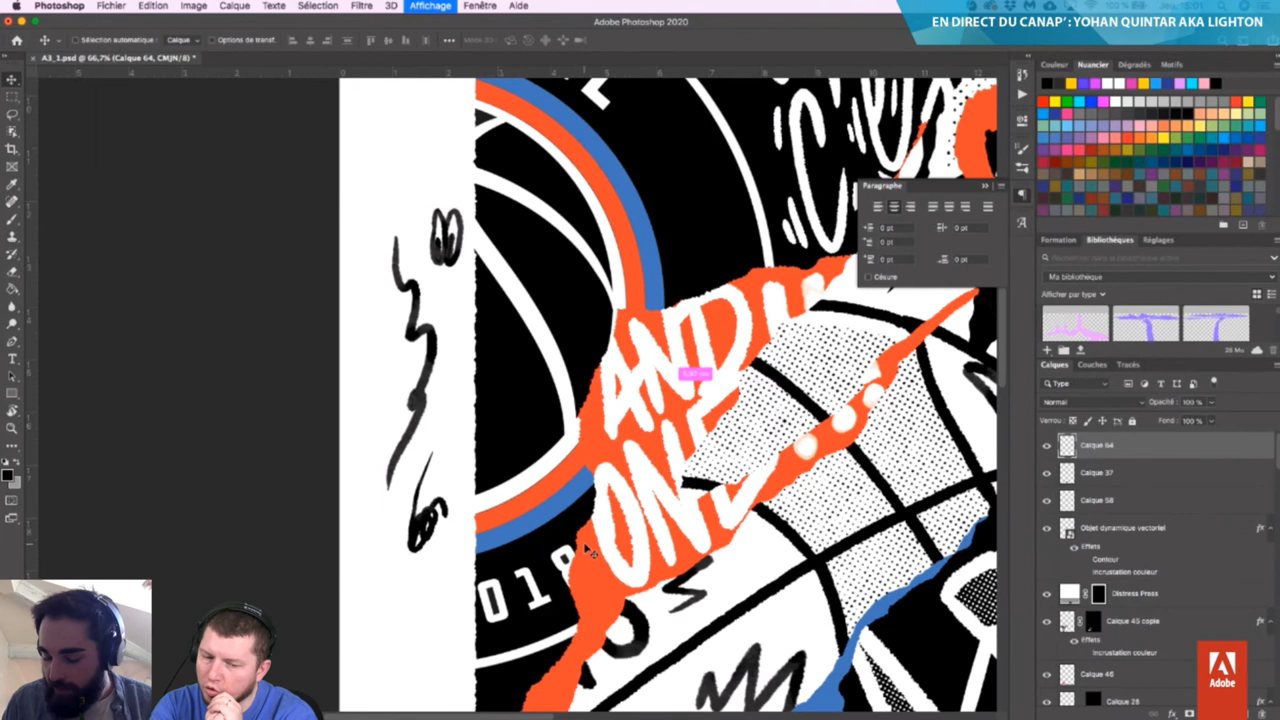 Photoshop Fichier Edition Image Calque Texte Sélection Filtre 3D Affichage Fenêtre Aide
EN DIRECT DU CANAP' : YOHAN QUINTAR AKA LIGHTON
Adobe Photoshop 2020
Sélection automatique : Calque Options de transf.
A3_1.psd @ 66,7% (Calque 64, CMJN/8) *
Couleur Nuancier Dégradés Motifs
Paragraphe
0 pt 0 pt
0 pt
0 pt 0 pt
Césure
Formation Bibliothèques Réglages
Ma bibliothèque
Afficher par type
26 Mo
Calques Couches Tracés
Type
Normal Opacité : 100 %
Verrou : Fond : 100 %
Calque 64
Calque 37
Calque 58
Objet dynamique vectoriel fx
Effets
Contour
Incrustation couleur
Distress Press
Calque 45 copie fx
Effets
Incrustation couleur
Calque 46
Calque 28
AND
ONL
Adobe